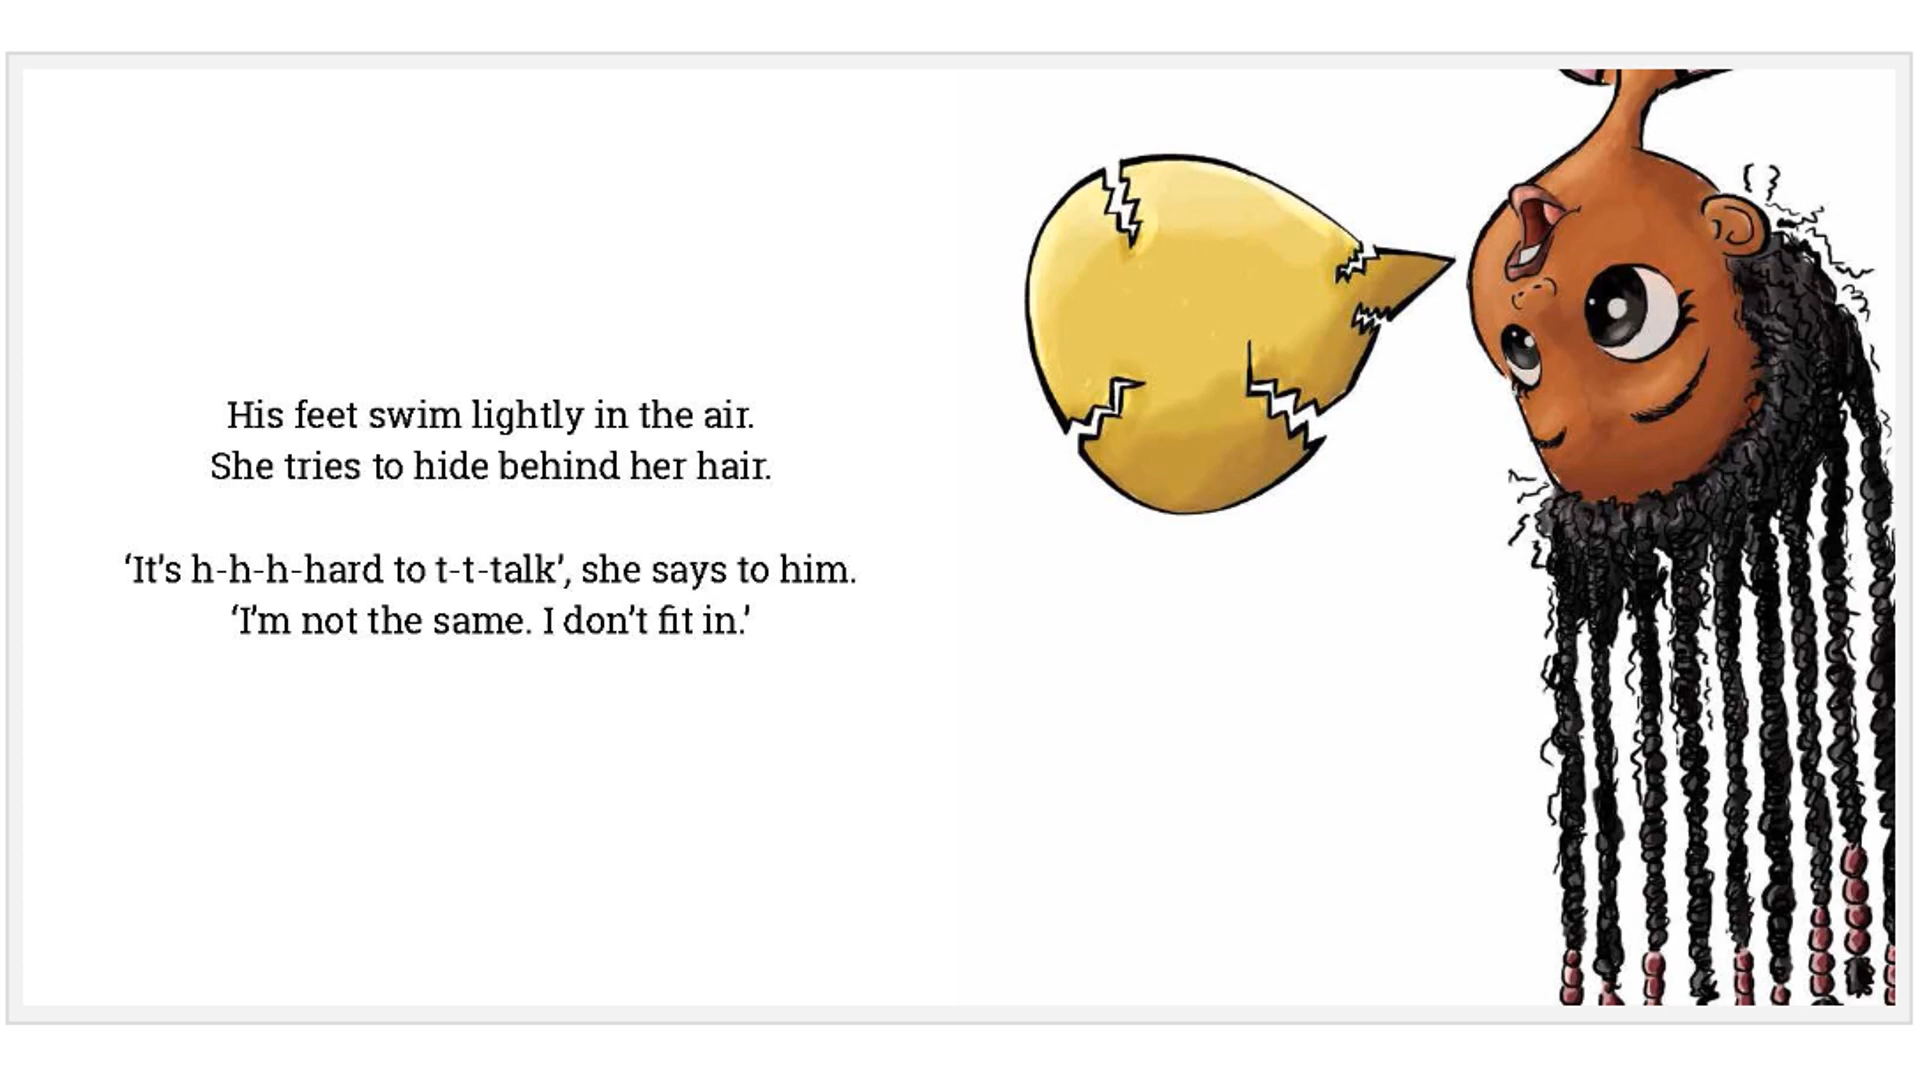 His feet swim lightly in the air.
She tries to hide behind her hair.
‘It’s h-h-h-hard to t-t-talk’, she says to him.
‘I’m not the same. I don’t fit in.’